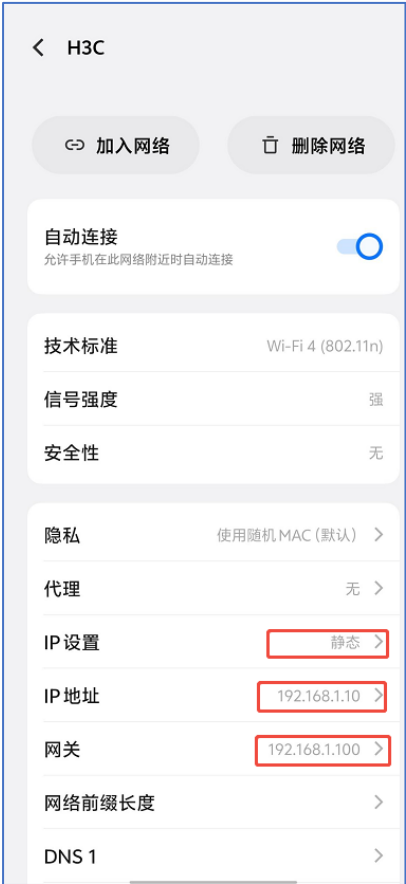 H3C
加入网络
删除网络
自动连接
允许手机在此网络附近时自动连接
技术标准 Wi-Fi 4 (802.11n)
信号强度 强
安全性 无
隐私 使用随机MAC (默认)
代理 无
IP 设置 静态
IP 地址 192.168.1.10
网关 192.168.1.100
网络前缀长度
DNS 1